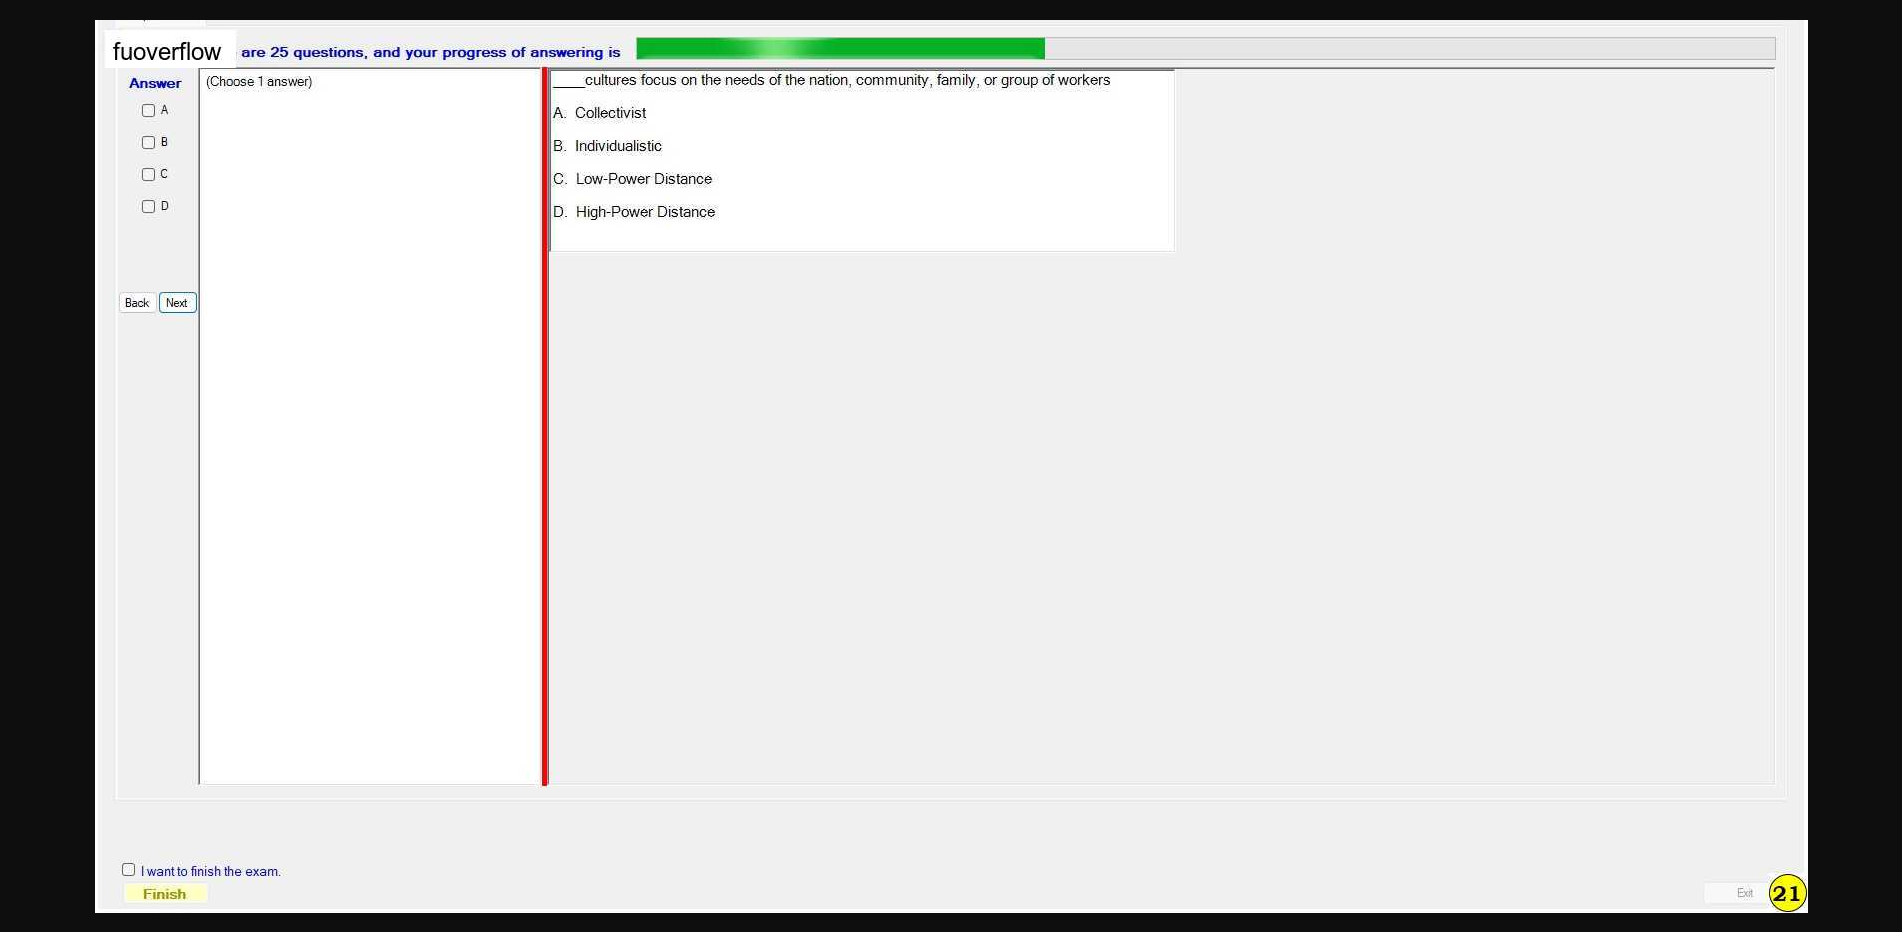 fuoverflow are 25 questions, and your progress of answering is
Answer
(Choose 1 answer)
A
B
C
D
Back Next
____cultures focus on the needs of the nation, community, family, or group of workers
A. Collectivist
B. Individualistic
C. Low-Power Distance
D. High-Power Distance
I want to finish the exam.
Finish
Exit
21